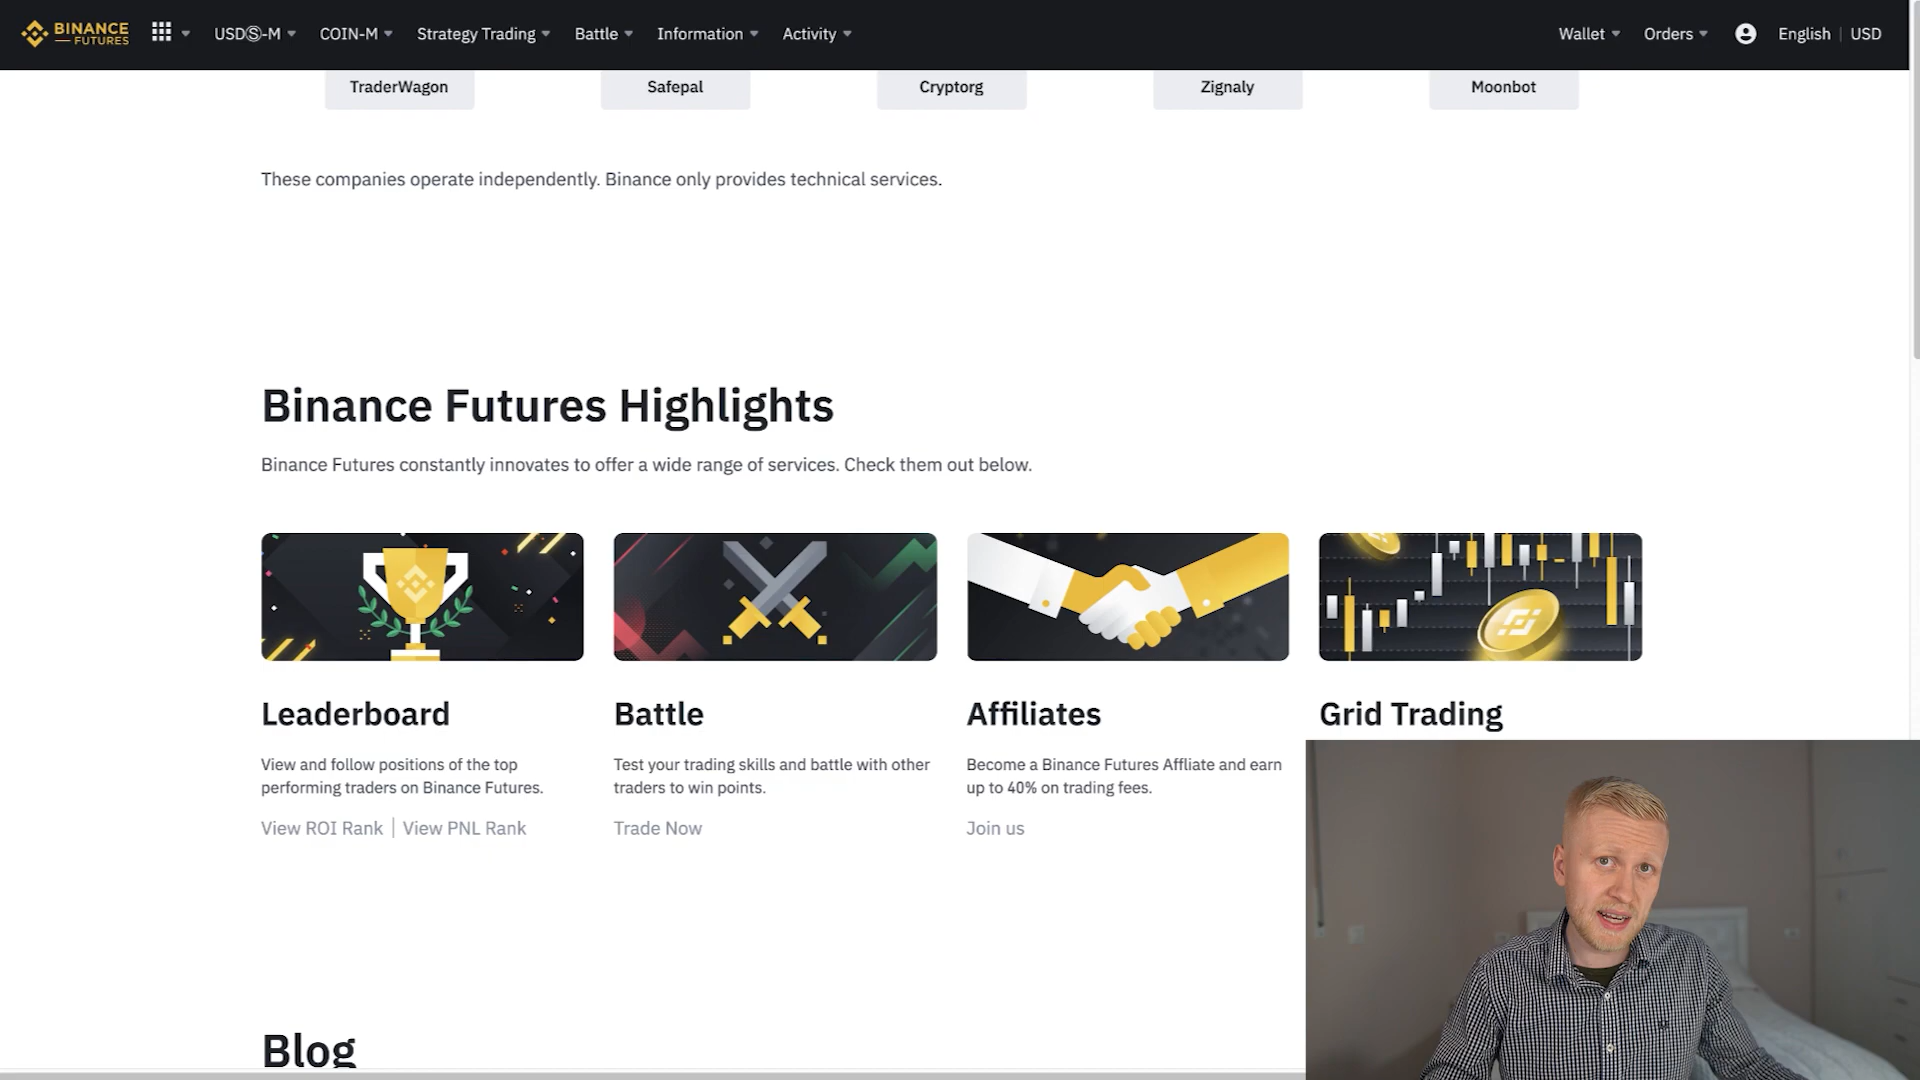 BINANCE
FUTURES
USDⓈ-M
COIN-M
Strategy Trading
Battle
Information
Activity
Wallet
Orders
English
USD
TraderWagon
Safepal
Cryptorg
Zignaly
Moonbot
These companies operate independently. Binance only provides technical services.
Binance Futures Highlights
Binance Futures constantly innovates to offer a wide range of services. Check them out below.
Leaderboard
View and follow positions of the top
performing traders on Binance Futures.
View ROI Rank | View PNL Rank
Battle
Test your trading skills and battle with other
traders to win points.
Trade Now
Affiliates
Become a Binance Futures Affliate and earn
up to 40% on trading fees.
Join us
Grid Trading
Blog